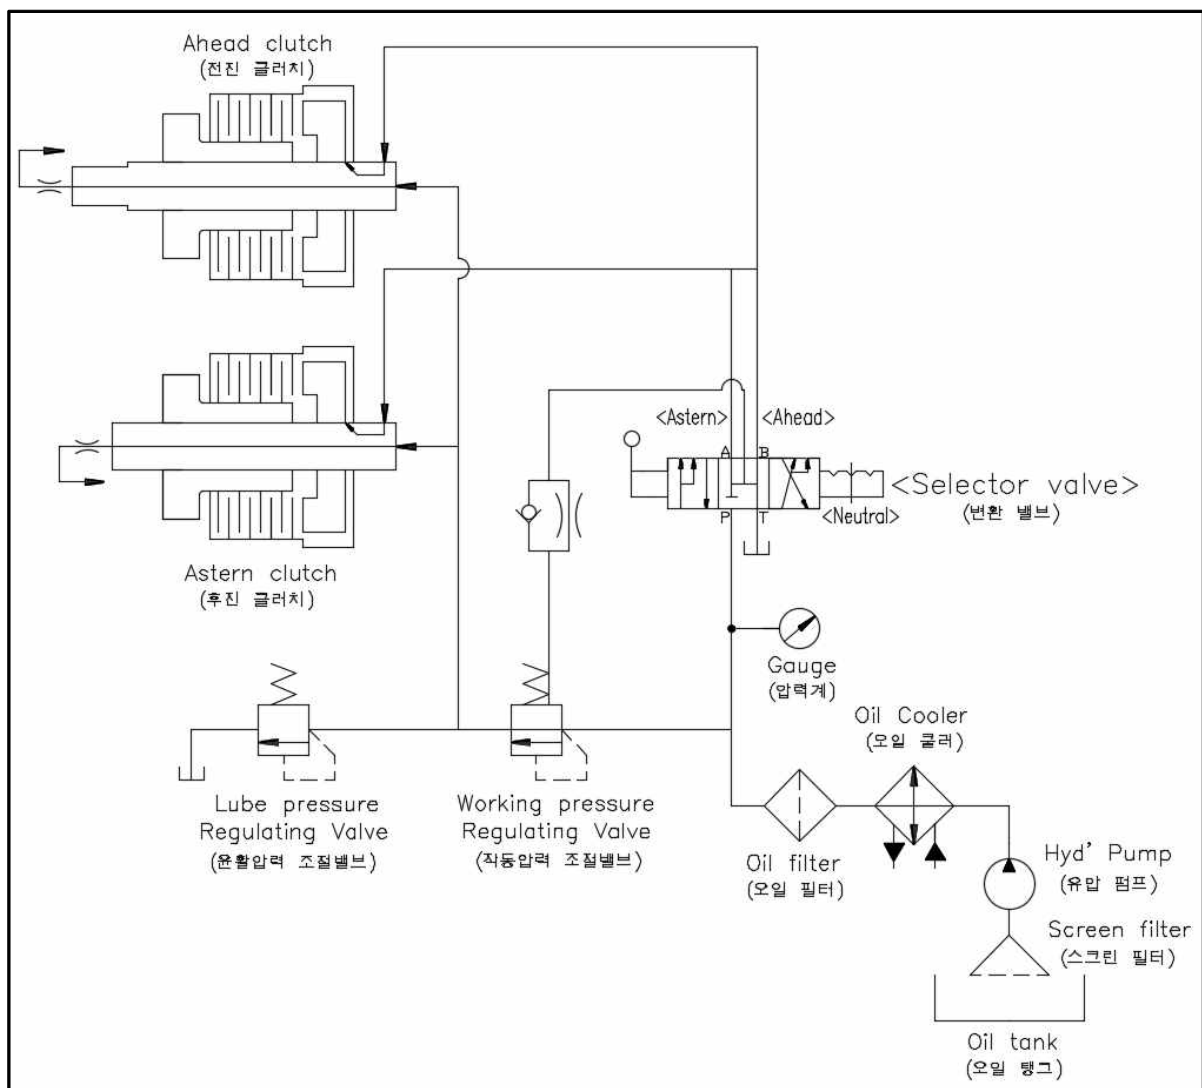 Ahead clutch
(전진 클러치)
<Astern>
<Ahead>
A
B
<Selector valve>
(변환 밸브)
P
T
<Neutral>
Astern clutch
(후진 클러치)
Gauge
(압력계)
Oil Cooler
(오일 쿨러)
Lube pressure
Regulating Valve
(윤활압력 조절밸브)
Working pressure
Regulating Valve
(작동압력 조절밸브)
Oil filter
(오일 필터)
Hyd' Pump
(유압 펌프)
Screen filter
(스크린 필터)
Oil tank
(오일 탱크)